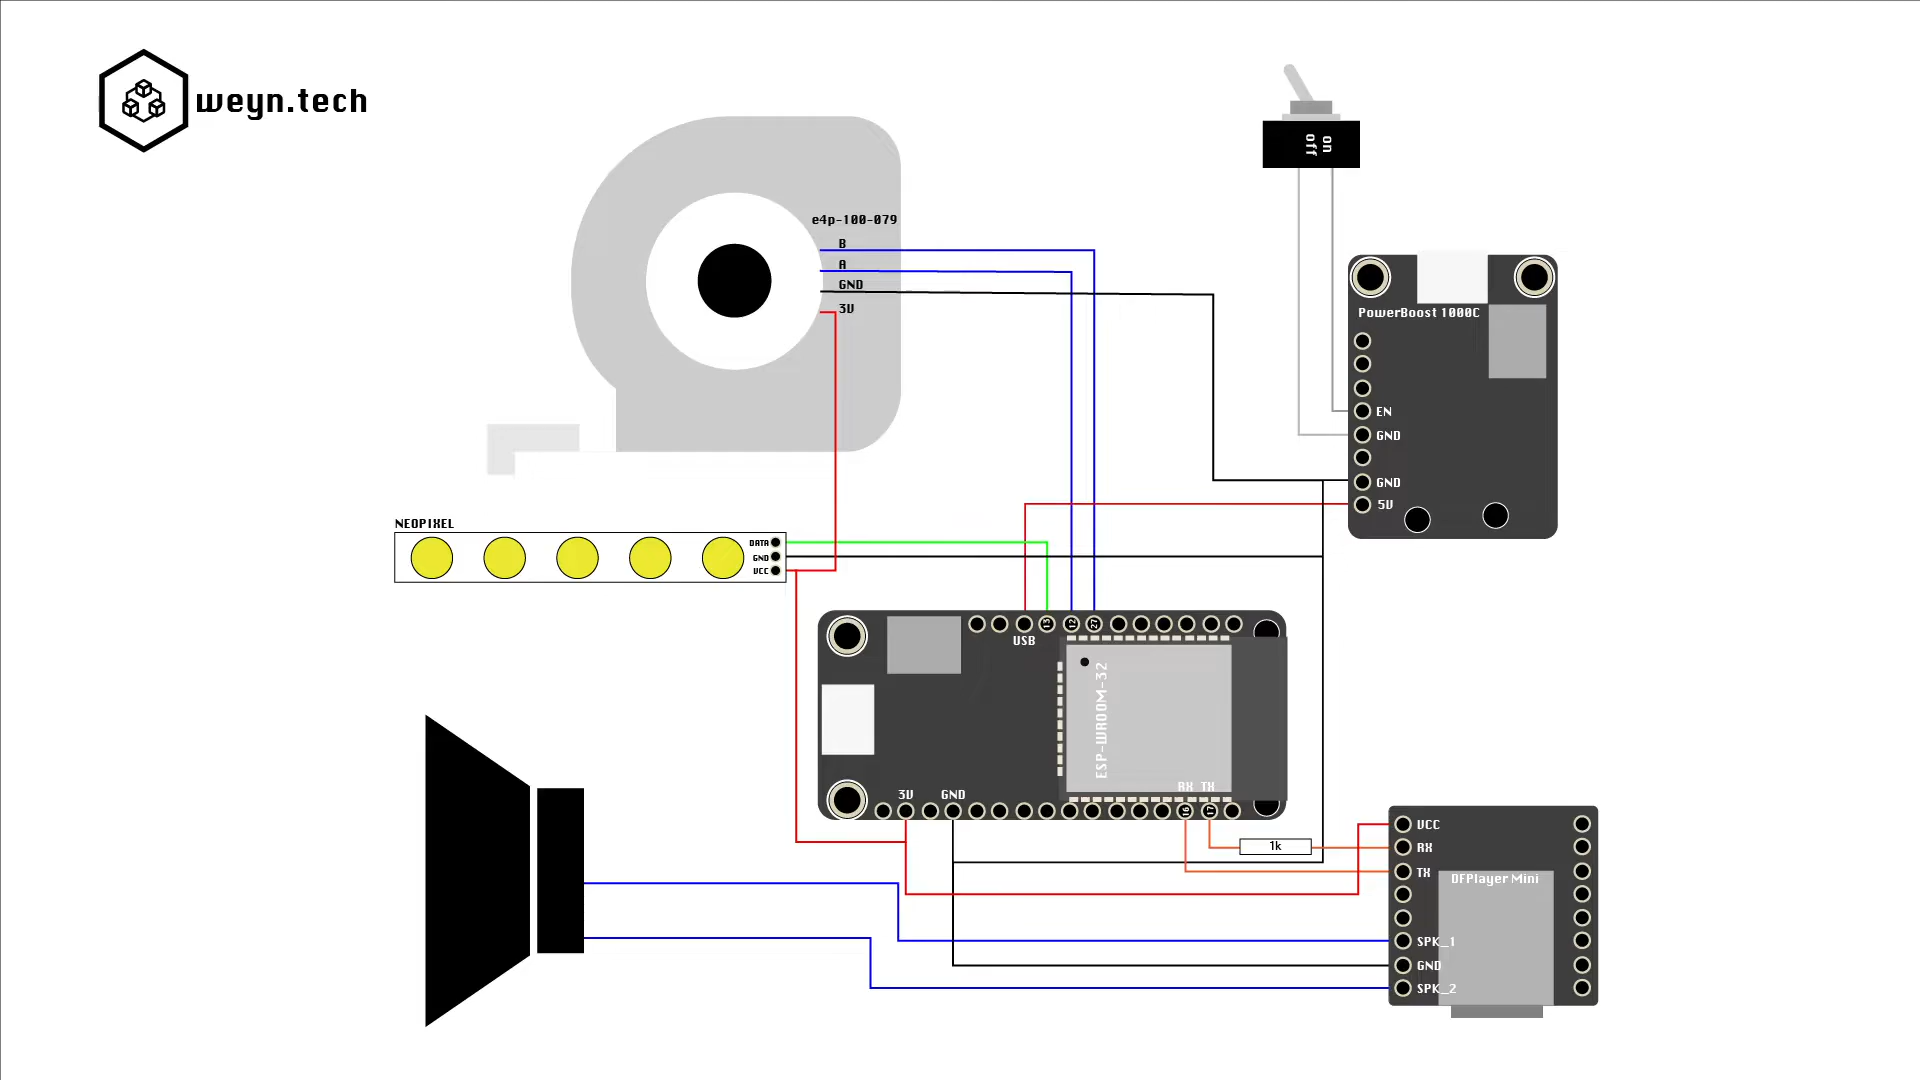 weyn.tech
on
off
e4p-100-079
B
A
GND
3V
PowerBoost 1000C
EN
GND
GND
5V
NEOPIXEL
DATA
GND
VCC
13
12
27
USB
ESP-WROOM-32
RX TX
3V
GND
16
17
1k
VCC
RX
TX
DFPlayer Mini
SPK_1
GND
SPK_2